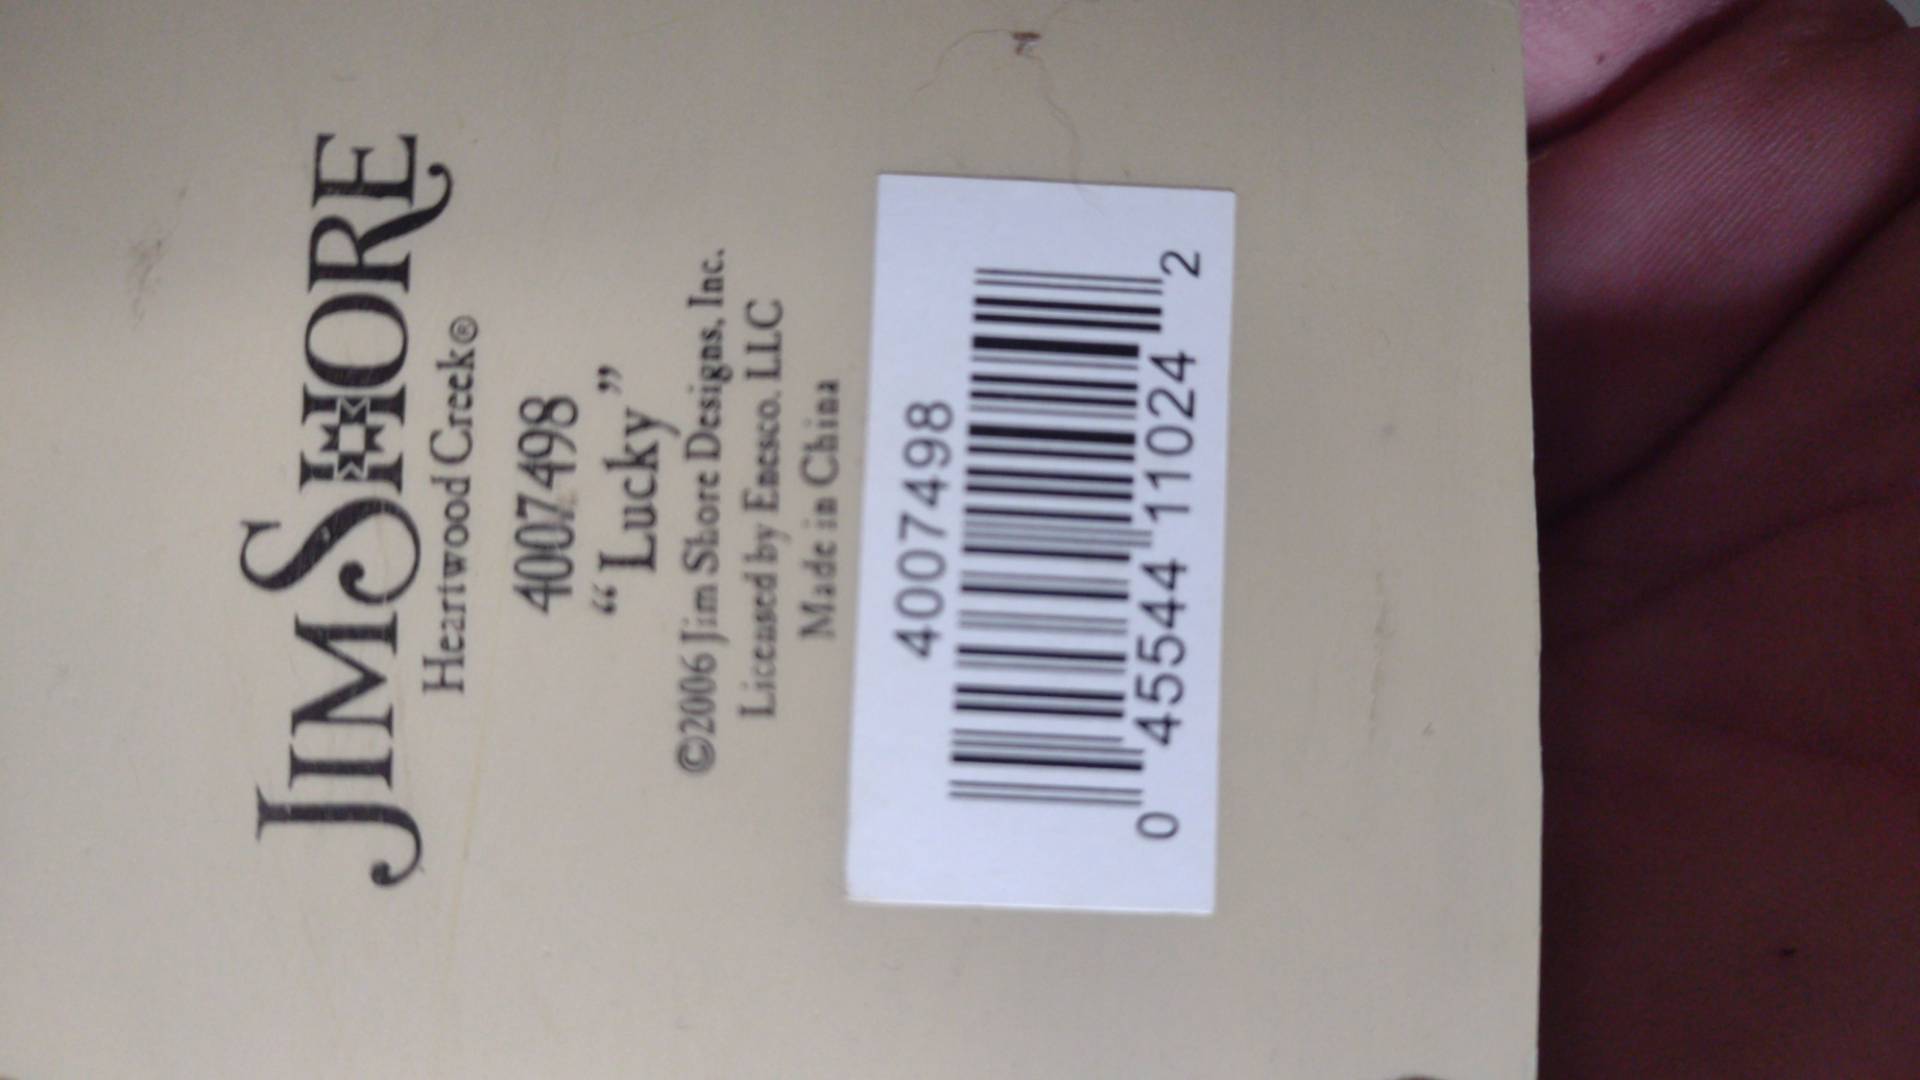 JIM SHORE
Heartwood Creek®
4007498
“Lucky”
©2006 Jim Shore Designs, Inc.
Licensed by Enesco. LLC
Made in China
4007498
0 45544 11024 2